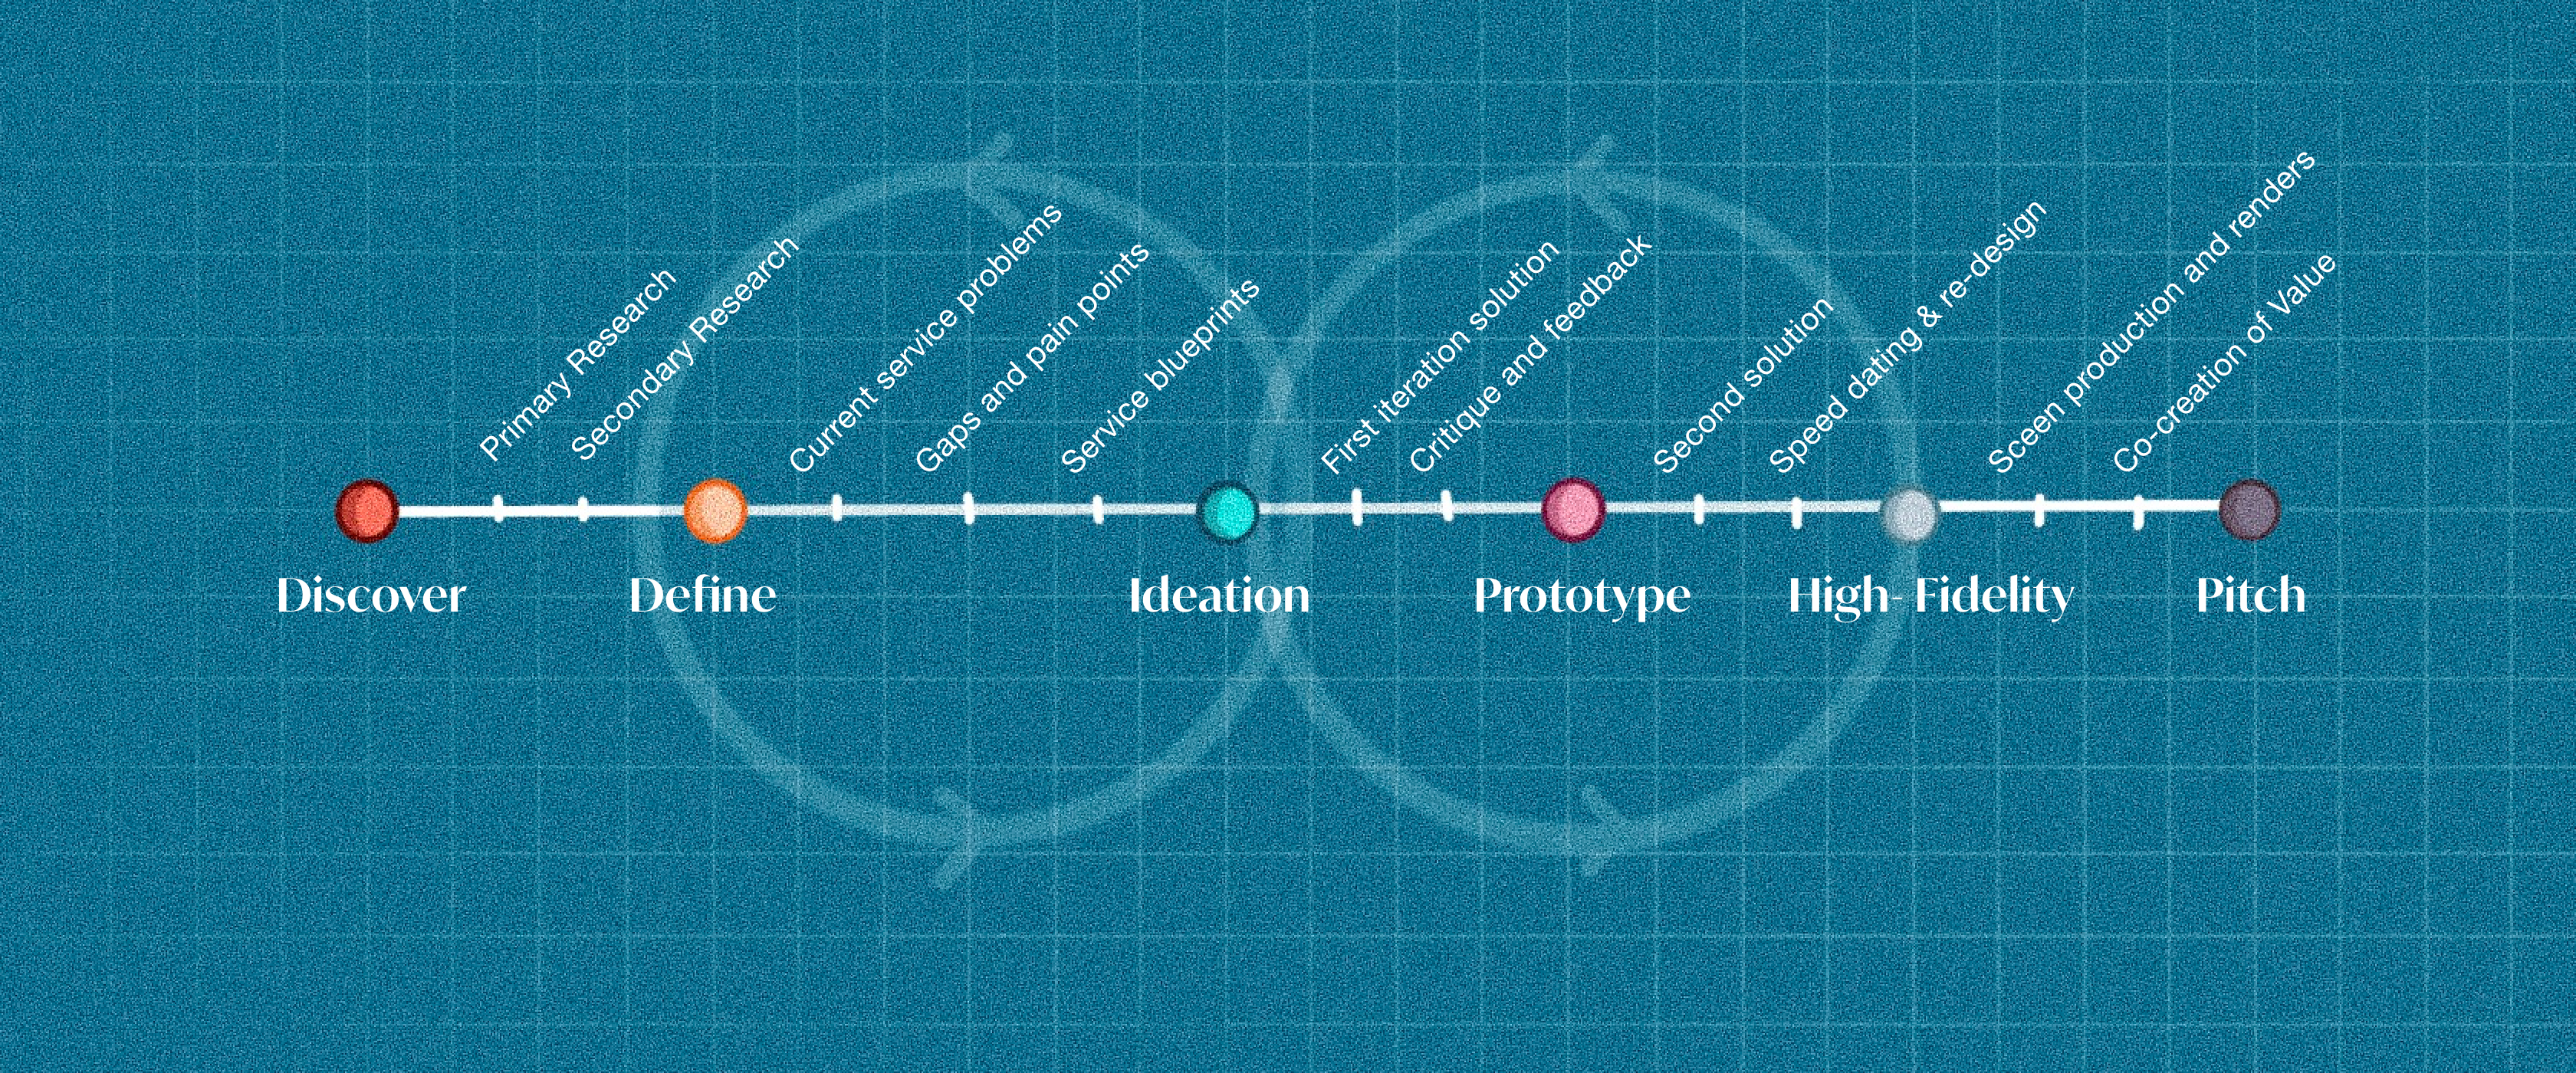 Primary Research
Secondary Research
Current service problems
Gaps and pain points
Service blueprints
First iteration solution
Critique and feedback
Second solution
Speed dating & re-design
Sceen production and renders
Co-creation of Value
Discover
Define
Ideation
Prototype
High- Fidelity
Pitch